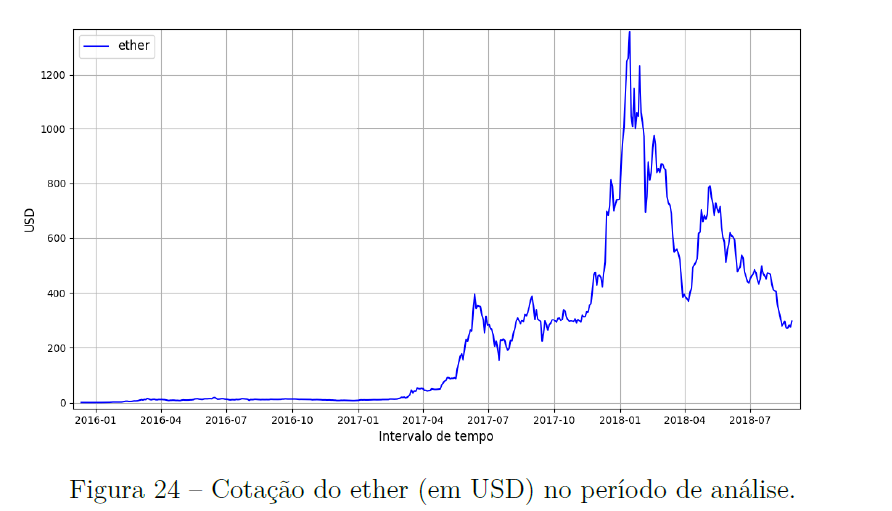 ether
1200
1000
800
600
400
200
0
USD
2016-01 2016-04 2016-07 2016-10 2017-01 2017-04 2017-07 2017-10 2018-01 2018-04 2018-07
Intervalo de tempo
Figura 24 – Cotação do ether (em USD) no período de análise.